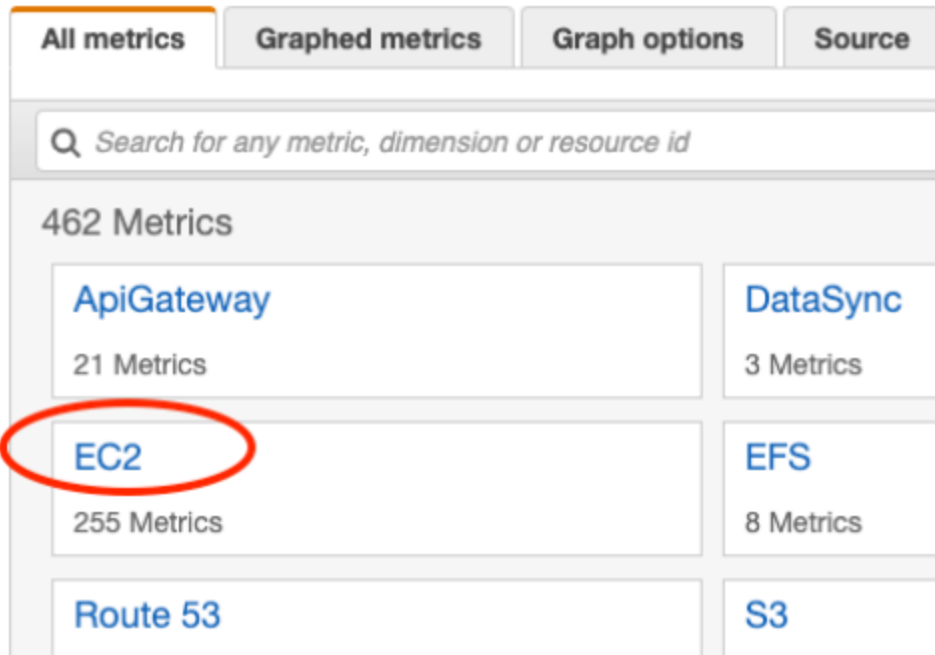 All metrics Graphed metrics Graph options Source
Search for any metric, dimension or resource id
462 Metrics
ApiGateway DataSync
21 Metrics 3 Metrics
EC2 EFS
255 Metrics 8 Metrics
Route 53 S3